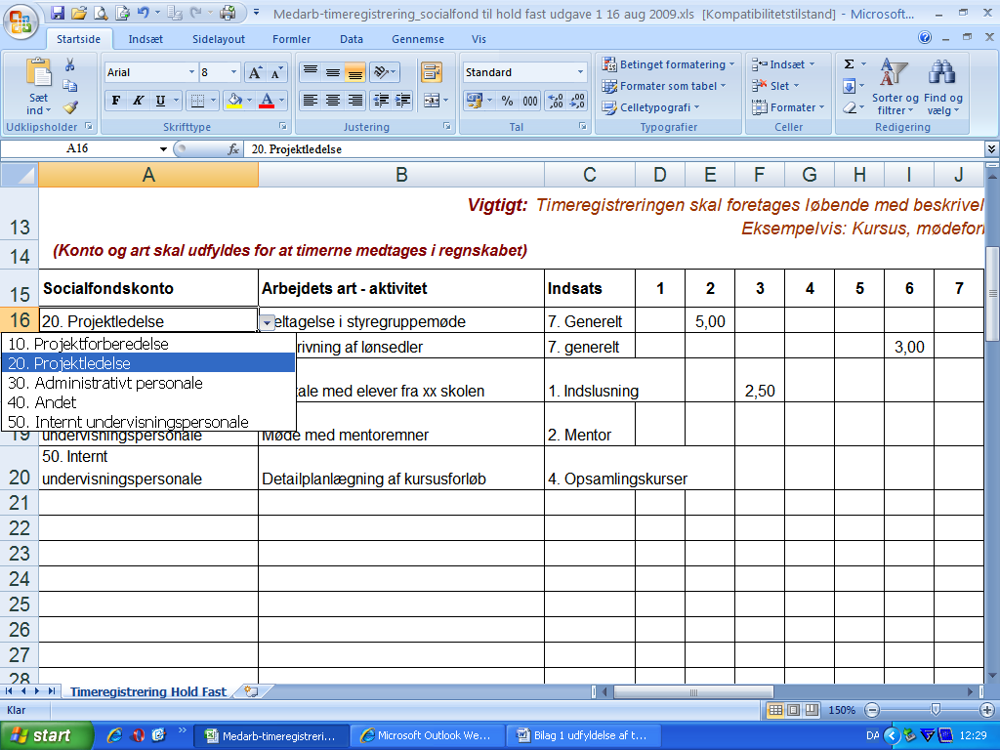 Medarb-timeregistrering_socialfond til hold fast udgave 1 16 aug 2009.xls [Kompatibilitetstilstand] - Microsoft...
Startside Indsæt Sidelayout Formler Data Gennemse Vis
Arial 8 Standard Betinget formatering Indsæt Σ
Sæt ind Formater som tabel Slet Sorter og filtrer Find og vælg
F K U A % 000 Celletypografi Formater
Udklipsholder Skrifttype Justering Tal Typografier Celler Redigering
A16 fx 20. Projektledelse
A B C D E F G H I J
Vigtigt: Timeregistreringen skal foretages løbende med beskrivel
13 Eksempelvis: Kursus, mødefor
14 (Konto og art skal udfyldes for at timerne medtages i regnskabet)
15 Socialfondskonto Arbejdets art - aktivitet Indsats 1 2 3 4 5 6 7
16 20. Projektledelse eltagelse i styregruppemøde 7. Generelt 5,00
10. Projektforberedelse rivning af lønsedler 7. generelt 3,00
20. Projektledelse
30. Administrativt personale ale med elever fra xx skolen 1. Indslusning 2,50
40. Andet
50. Internt undervisningspersonale
19 undervisningspersonale Møde med mentoremner 2. Mentor
50. Internt
20 undervisningspersonale Detailplanlægning af kursusforløb 4. Opsamlingskurser
21
22
23
24
25
26
27
28
Timeregistrering Hold Fast
Klar 150%
start Medarb-timeregistreri... Microsoft Outlook We... Bilag 1 udfyldelse af t... DA 12:29